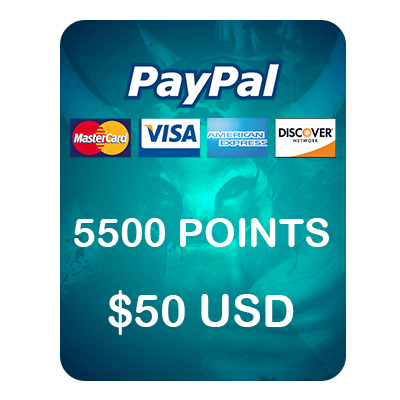 PayPal
MasterCard VISA AMERICAN EXPRESS DISCOVER NETWORK
5500 POINTS
$50 USD